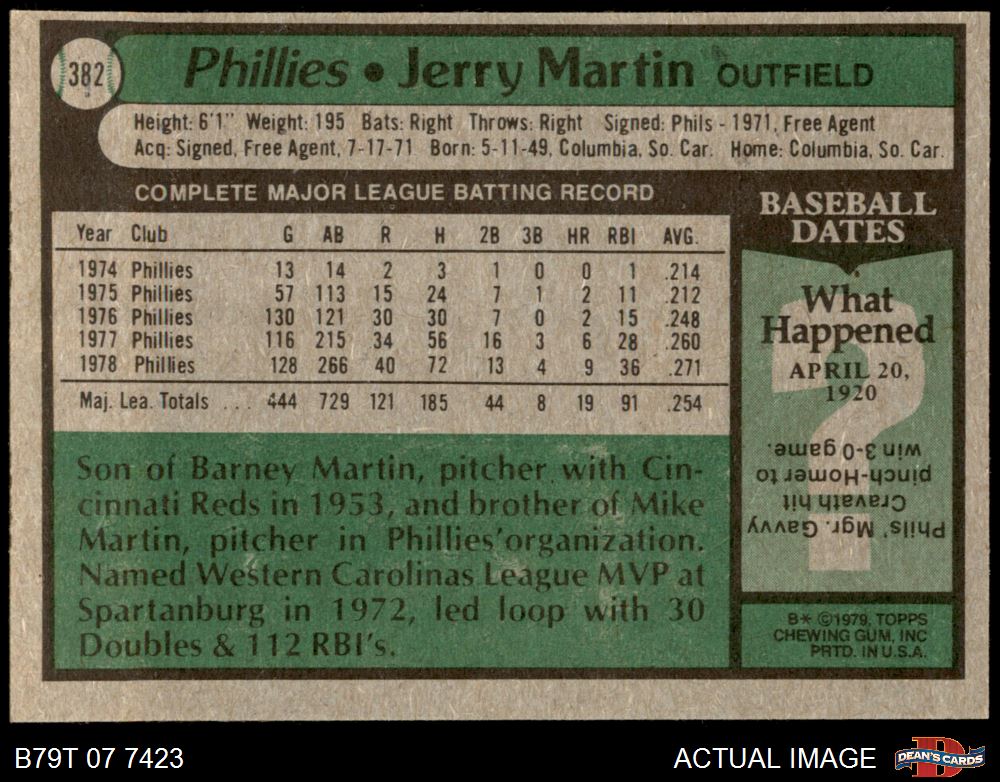 382
Phillies • Jerry Martin OUTFIELD
Height: 6'1" Weight: 195 Bats: Right Throws: Right Signed: Phils - 1971, Free Agent
Acq: Signed, Free Agent, 7-17-71 Born: 5-11-49, Columbia, So. Car. Home: Columbia, So. Car.
COMPLETE MAJOR LEAGUE BATTING RECORD
Year Club G AB R H 2B 3B HR RBI AVG.
1974 Phillies 13 14 2 3 1 0 0 1 .214
1975 Phillies 57 113 15 24 7 1 2 11 .212
1976 Phillies 130 121 30 30 7 0 2 15 .248
1977 Phillies 116 215 34 56 16 3 6 28 .260
1978 Phillies 128 266 40 72 13 4 9 36 .271
Maj. Lea. Totals ... 444 729 121 185 44 8 19 91 .254
Son of Barney Martin, pitcher with Cin-
cinnati Reds in 1953, and brother of Mike
Martin, pitcher in Phillies' organization.
Named Western Carolinas League MVP at
Spartanburg in 1972, led loop with 30
Doubles & 112 RBI's.
BASEBALL
DATES
What
Happened
APRIL 20,
1920
?
Phils'. Mgr. Gavvy
Cravath hit
pinch-Homer to
win 3-0 game.
B* ©1979, TOPPS
CHEWING GUM, INC
PRTD. IN U.S.A.
B79T 07 7423
ACTUAL IMAGE
D
DEAN'S CARDS